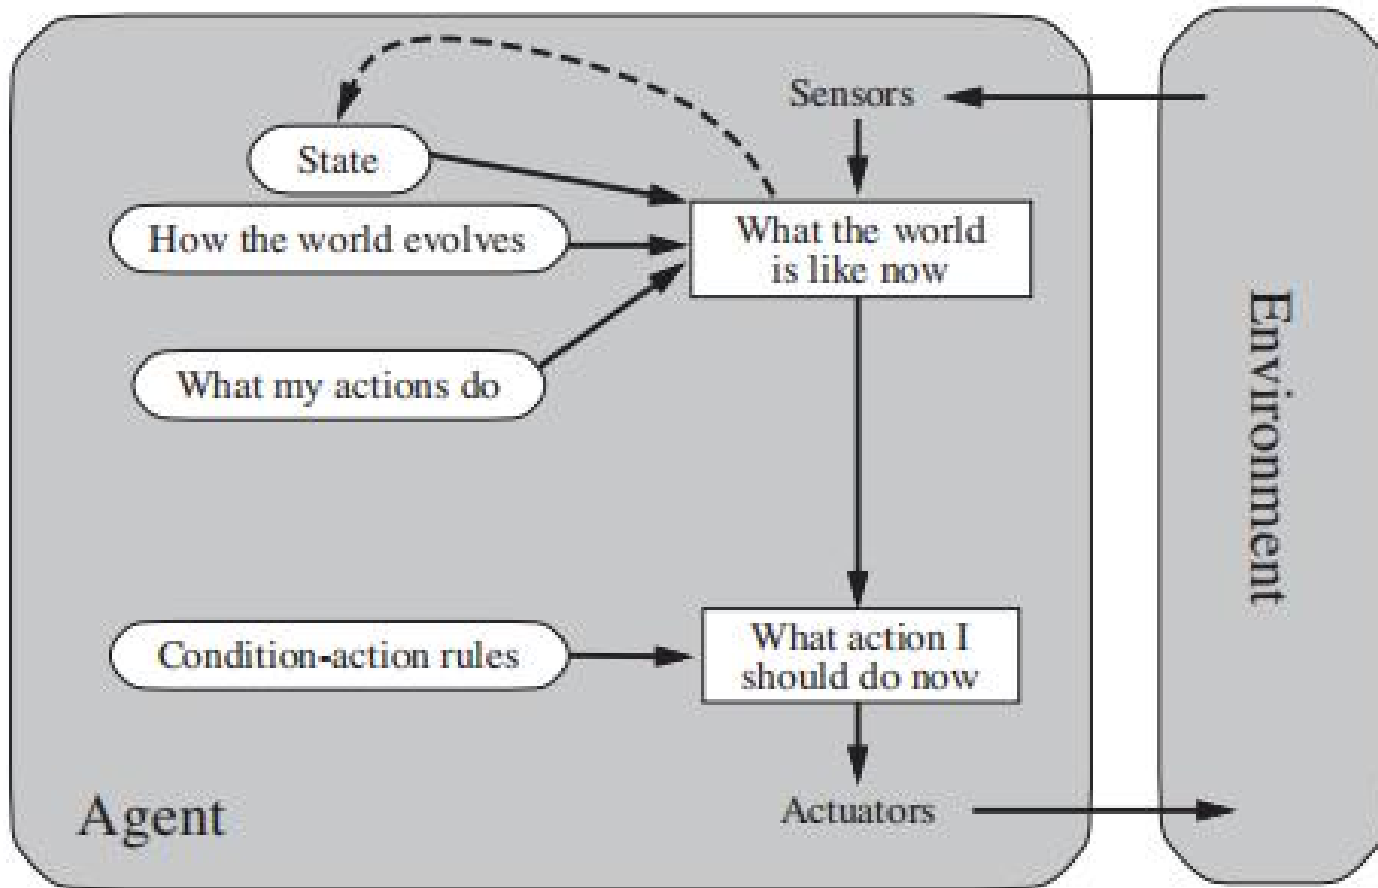 Sensors
State
What the world
is like now
How the world evolves
What my actions do
Environment
Condition-action rules
What action I
should do now
Agent
Actuators